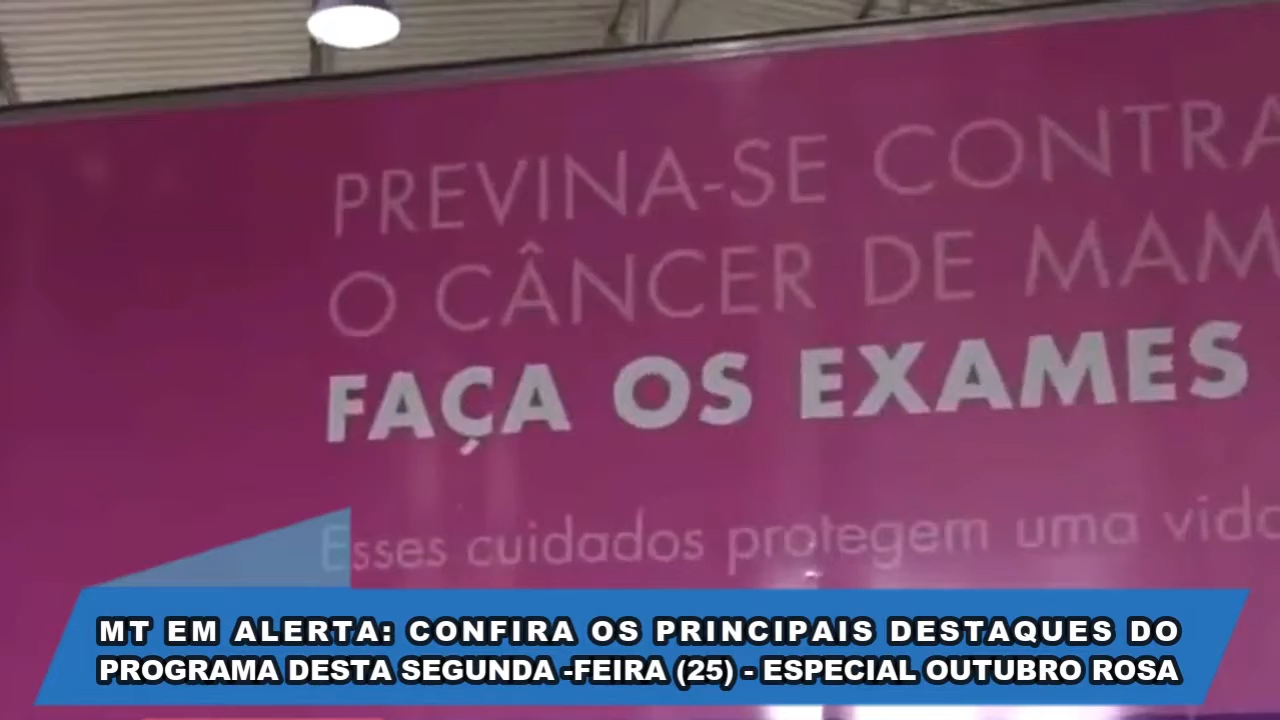 PREVINA-SE CONTRA
O CÂNCER DE MAM
FAÇA OS EXAMES
Esses cuidados protegem uma vida
MT EM ALERTA: CONFIRA OS PRINCIPAIS DESTAQUES DO
PROGRAMA DESTA SEGUNDA -FEIRA (25) - ESPECIAL OUTUBRO ROSA